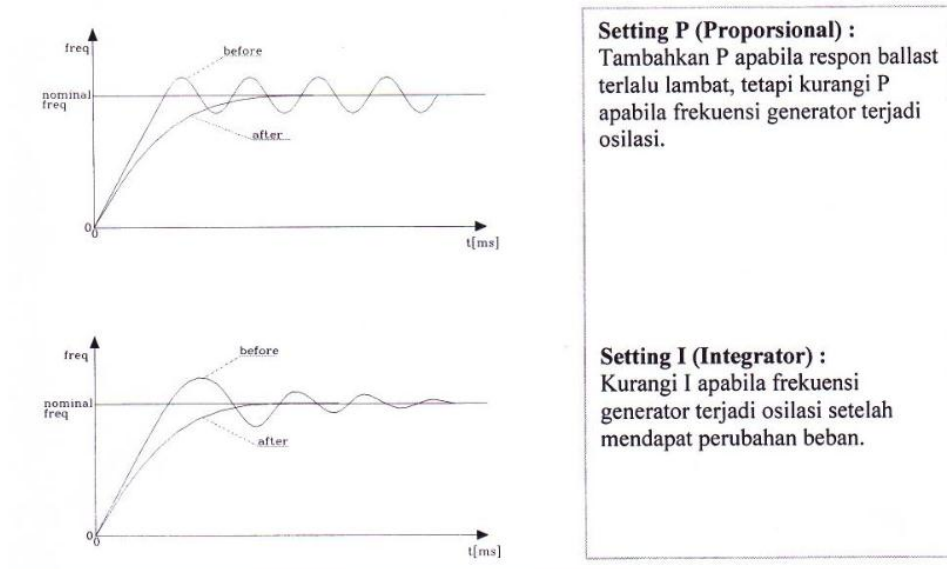 freq
before
nominal
freq
after
0
0
t[ms]
Setting P (Proporsional) :
Tambahkan P apabila respon ballast
terlalu lambat, tetapi kurangi P
apabila frekuensi generator terjadi
osilasi.
freq
before
nominal
freq
after
0
0
t[ms]
Setting I (Integrator) :
Kurangi I apabila frekuensi
generator terjadi osilasi setelah
mendapat perubahan beban.